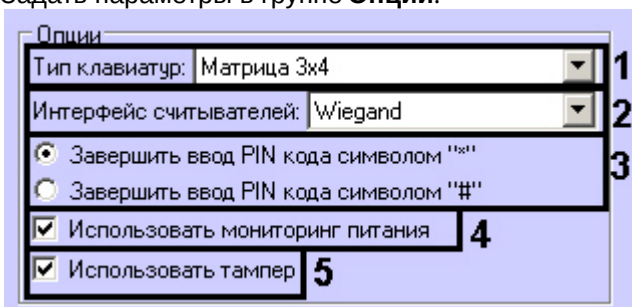 Задать параметры в группе Опции.
Опции
Тип клавиатур: Матрица 3x4 1
Интерфейс считывателей: Wiegand 2
Завершить ввод PIN кода символом "*"
3
Завершить ввод PIN кода символом "#"
Использовать мониторинг питания 4
Использовать тампер 5